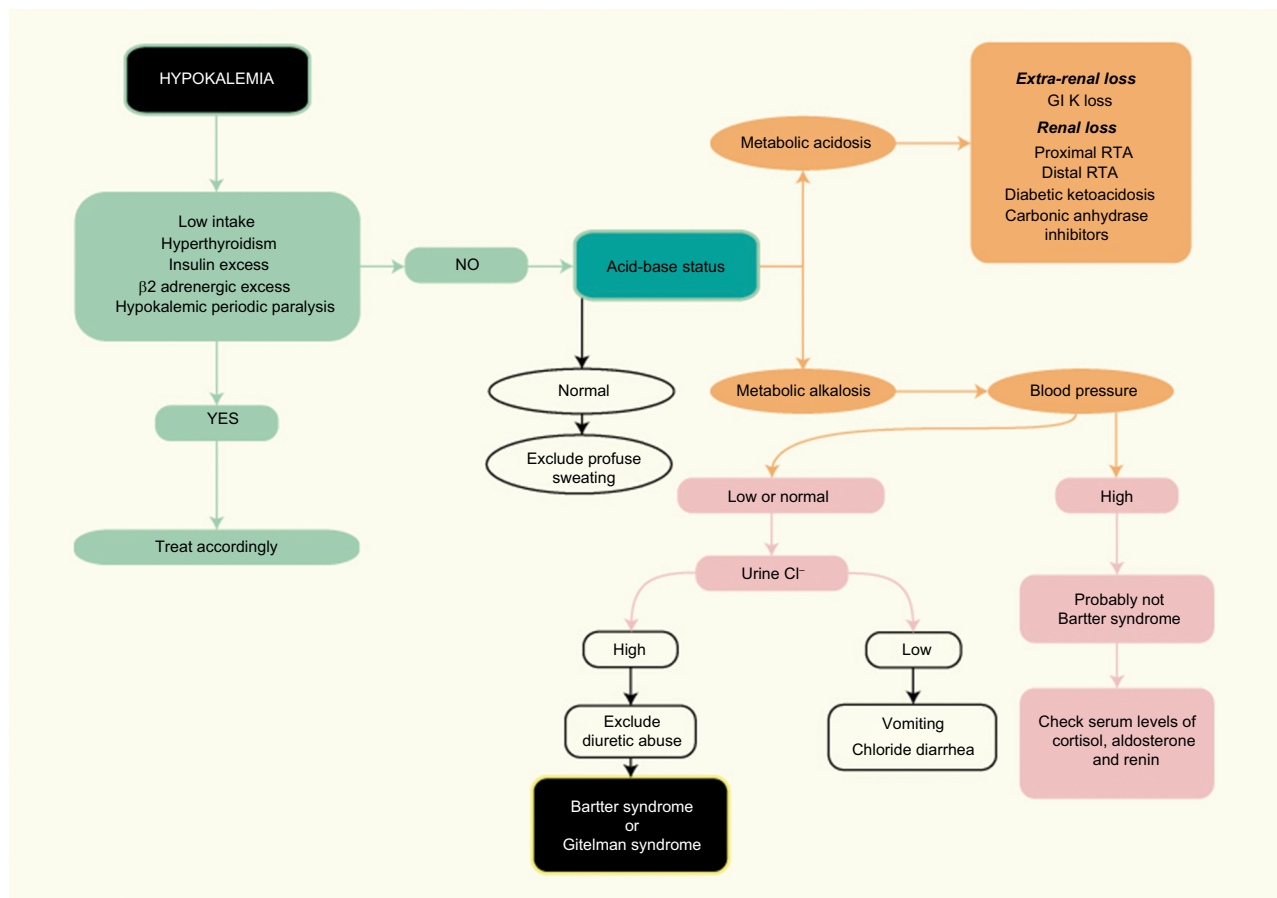 HYPOKALEMIA
Low intake
Hyperthyroidism
Insulin excess
β2 adrenergic excess
Hypokalemic periodic paralysis
NO
YES
Treat accordingly
Acid-base status
Normal
Exclude profuse
sweating
Metabolic acidosis
Extra-renal loss
GI K loss
Renal loss
Proximal RTA
Distal RTA
Diabetic ketoacidosis
Carbonic anhydrase
inhibitors
Metabolic alkalosis
Blood pressure
Low or normal
Urine Cl⁻
High
Exclude
diuretic abuse
Bartter syndrome
or
Gitelman syndrome
Low
Vomiting
Chloride diarrhea
High
Probably not
Bartter syndrome
Check serum levels of
cortisol, aldosterone
and renin